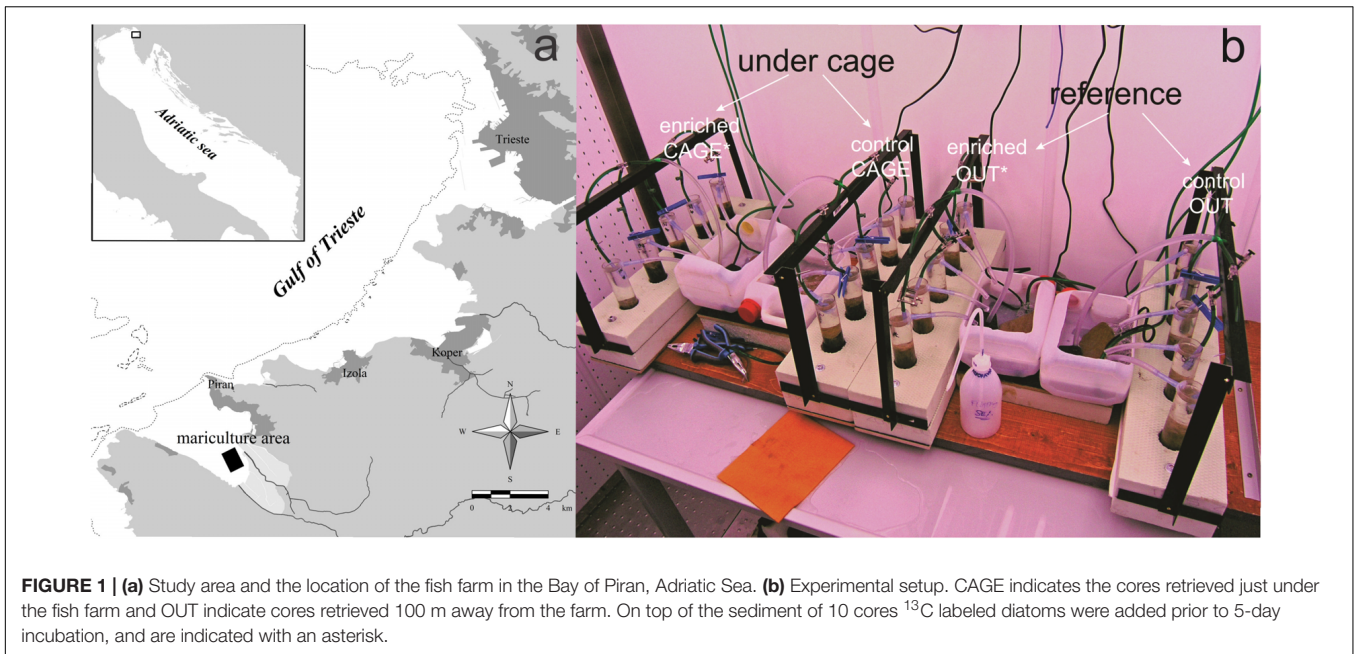 a
Adriatic sea
Trieste
Gulf of Trieste
Koper
Izola
Piran
mariculture area
N
W E
S
0 2 4 km
b
under cage
reference
enriched
CAGE*
control
CAGE
enriched
OUT*
control
OUT
SEA
FIGURE 1 | (a) Study area and the location of the fish farm in the Bay of Piran, Adriatic Sea. (b) Experimental setup. CAGE indicates the cores retrieved just under
the fish farm and OUT indicate cores retrieved 100 m away from the farm. On top of the sediment of 10 cores ¹³C labeled diatoms were added prior to 5-day
incubation, and are indicated with an asterisk.